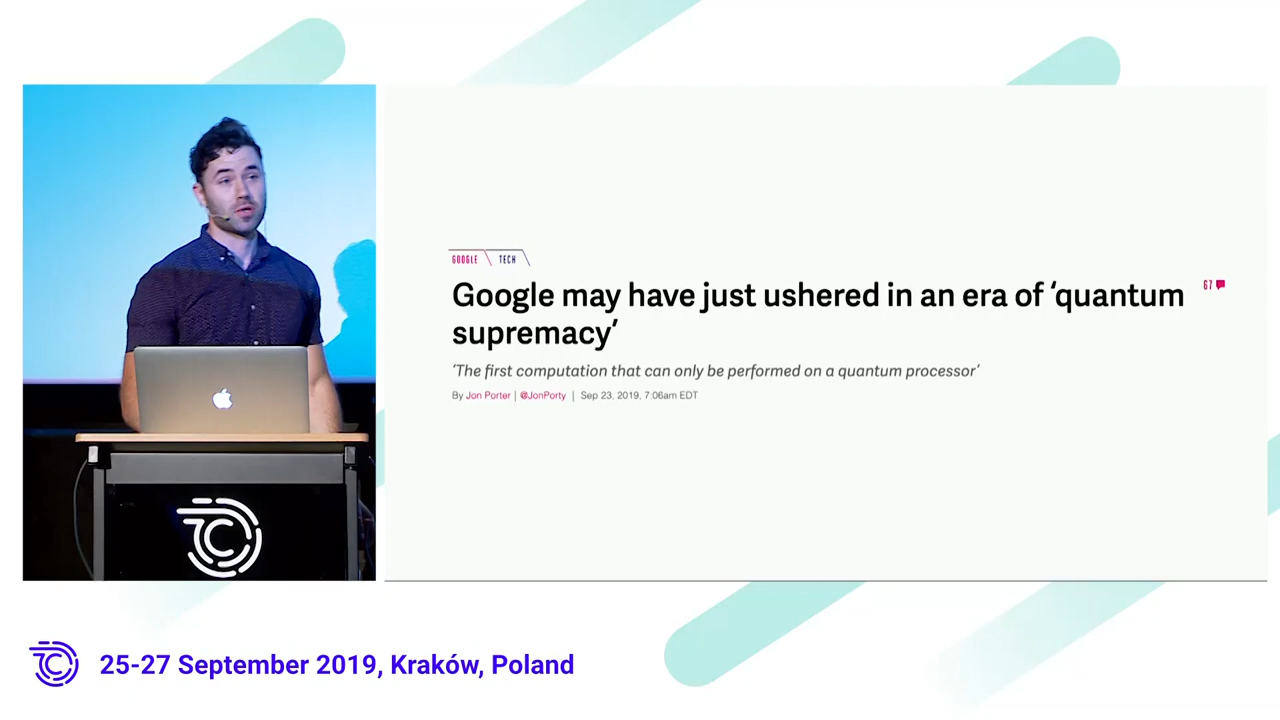 GOOGLE TECH
Google may have just ushered in an era of ‘quantum
supremacy’
67
‘The first computation that can only be performed on a quantum processor’
By Jon Porter | @JonPorty | Sep 23, 2019, 7:06am EDT
25-27 September 2019, Kraków, Poland